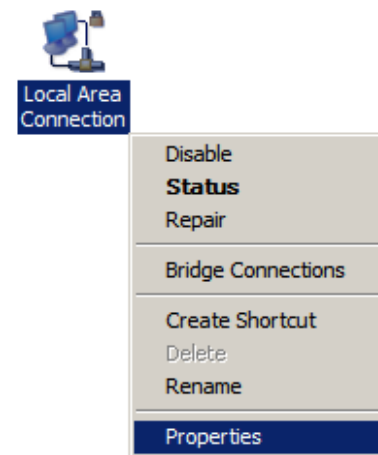 Local Area
Connection
Disable
Status
Repair
Bridge Connections
Create Shortcut
Delete
Rename
Properties